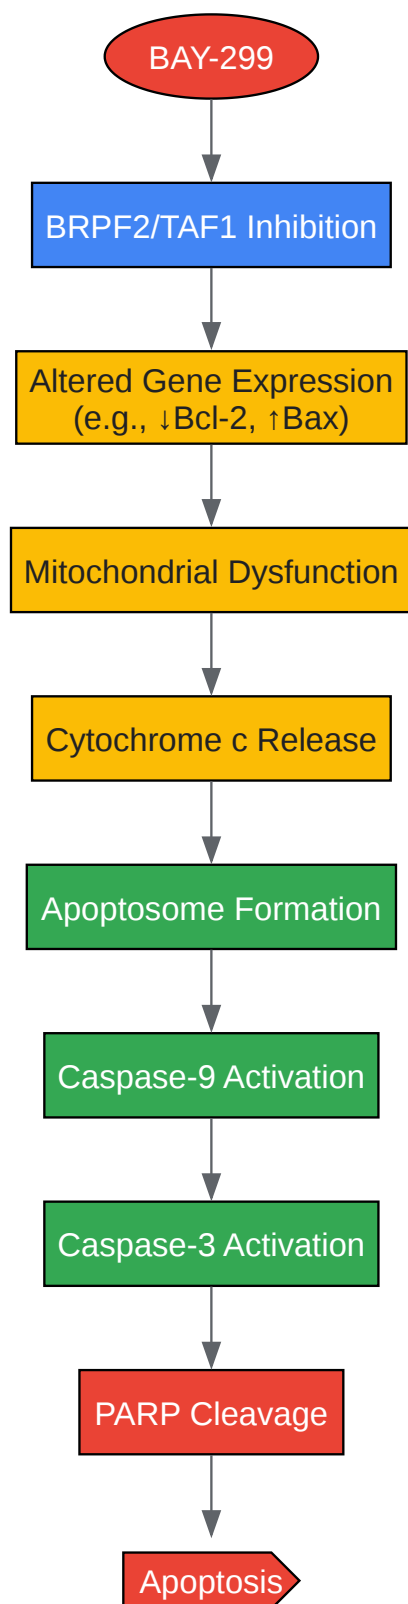 BAY-299
BRPF2/TAF1 Inhibition
Altered Gene Expression
(e.g., ↓Bcl-2, ↑Bax)
Mitochondrial Dysfunction
Cytochrome c Release
Apoptosome Formation
Caspase-9 Activation
Caspase-3 Activation
PARP Cleavage
Apoptosis